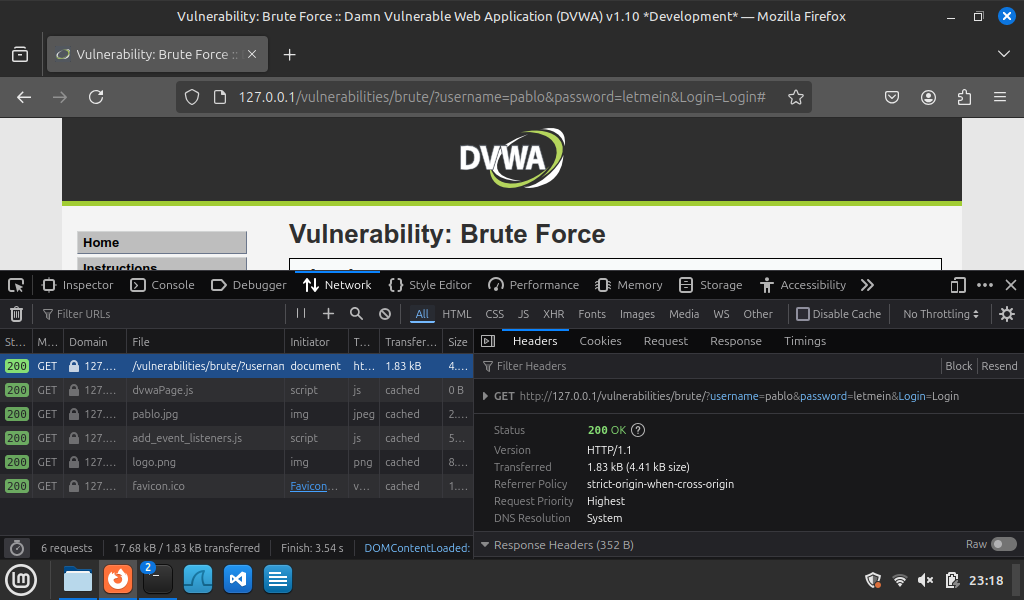 Vulnerability: Brute Force :: Damn Vulnerable Web Application (DVWA) v1.10 *Development* — Mozilla Firefox
Vulnerability: Brute Force ::
127.0.0.1/vulnerabilities/brute/?username=pablo&password=letmein&Login=Login#
DVWA
Home
Vulnerability: Brute Force
Instructions
Inspector Console Debugger Network Style Editor Performance Memory Storage Accessibility
Filter URLs All HTML CSS JS XHR Fonts Images Media WS Other Disable Cache No Throttling
St... M... Domain File Initiator T... Transfer... Size
Headers Cookies Request Response Timings
200 GET 127.... /vulnerabilities/brute/?usernan document ht... 1.83 kB 4....
200 GET 127.... dvwaPage.js script js cached 0 B
200 GET 127.... pablo.jpg img jpeg cached 2....
200 GET 127.... add_event_listeners.js script js cached 5....
200 GET 127.... logo.png img png cached 8....
200 GET 127.... favicon.ico Favicon... v... cached 1....
Filter Headers Block Resend
GET http://127.0.0.1/vulnerabilities/brute/?username=pablo&password=letmein&Login=Login
Status 200 OK ?
Version HTTP/1.1
Transferred 1.83 kB (4.41 kB size)
Referrer Policy strict-origin-when-cross-origin
Request Priority Highest
DNS Resolution System
6 requests 17.68 kB / 1.83 kB transferred Finish: 3.54 s DOMContentLoaded:
Response Headers (352 B) Raw
2
23:18